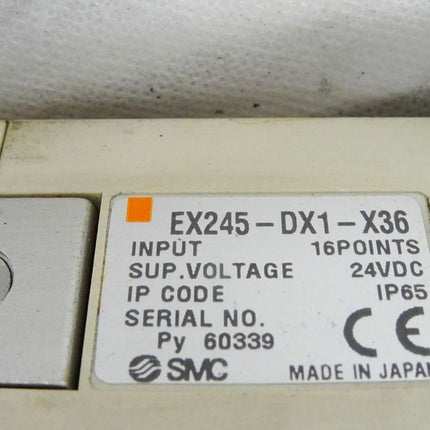 EX245-DX1-X36
INPUT 16POINTS
SUP.VOLTAGE 24VDC
IP CODE IP65
SERIAL NO.
Py 60339 CE
SMC MADE IN JAPAN